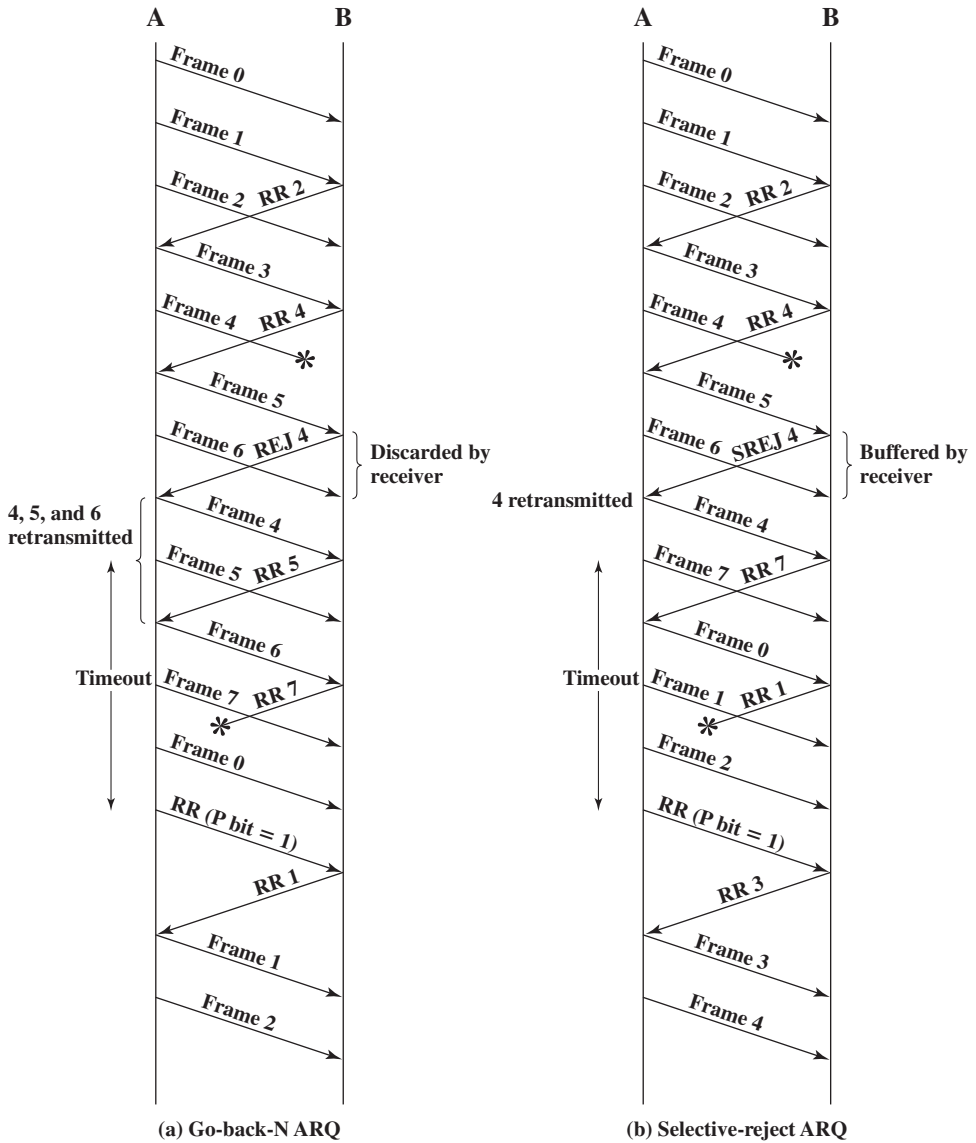 A
B
Frame 0
Frame 1
Frame 2
RR 2
Frame 3
Frame 4
RR 4
Frame 5
Frame 6
REJ 4
Discarded by
receiver
4, 5, and 6
retransmitted
Frame 4
Frame 5
RR 5
Frame 6
Timeout
Frame 7
RR 7
Frame 0
RR (P bit = 1)
RR 1
Frame 1
Frame 2
(a) Go-back-N ARQ
A
B
Frame 0
Frame 1
Frame 2
RR 2
Frame 3
Frame 4
RR 4
Frame 5
Frame 6
SREJ 4
Buffered by
receiver
4 retransmitted
Frame 4
Frame 7
RR 7
Frame 0
Timeout
Frame 1
RR 1
Frame 2
RR (P bit = 1)
RR 3
Frame 3
Frame 4
(b) Selective-reject ARQ